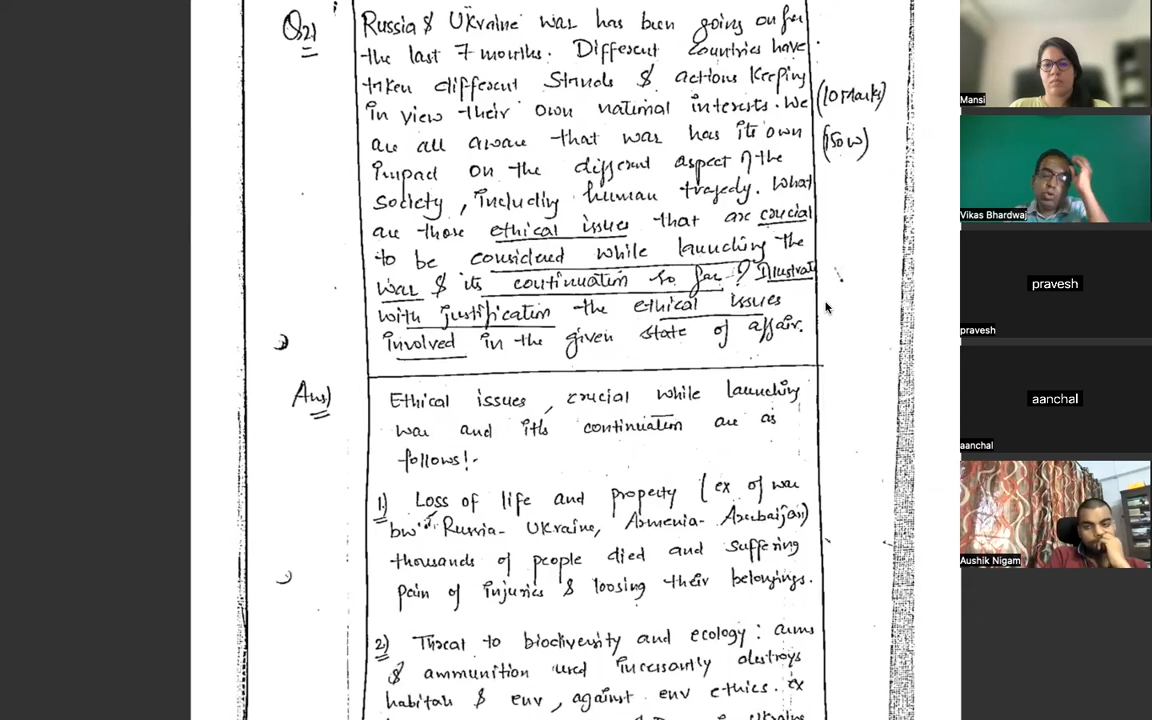 Q.2)
Russia & Ukraine war has been going on for
the last 7 months. Different countries have
taken different Stands & actions keeping
in view their own national interests. We
are all aware that war has its own
impact on the different aspect of the
society, including human tragedy. What
are those ethical issues that are crucial
to be considered while launching the
war & its continuation so far? Illustrate
with justification the ethical issues
involved in the given state of affair.
(10 Marks)
(150 W)
Ans)
Ethical issues, crucial while launching
war and it's continuation are as
follows:-
1) Loss of life and property (ex of war
bw Russia-Ukraine, Armenia-Azerbaijan)
thousands of people died and suffering
pain of injuries & loosing their belongings.
2) Threat to biodiversity and ecology: arms
& ammunition used incessantly destroys
habitah & env, against env ethics. ex
Ukraine
Mansi
Vikas Bhardwaj
pravesh
pravesh
aanchal
aanchal
Aushik Nigam